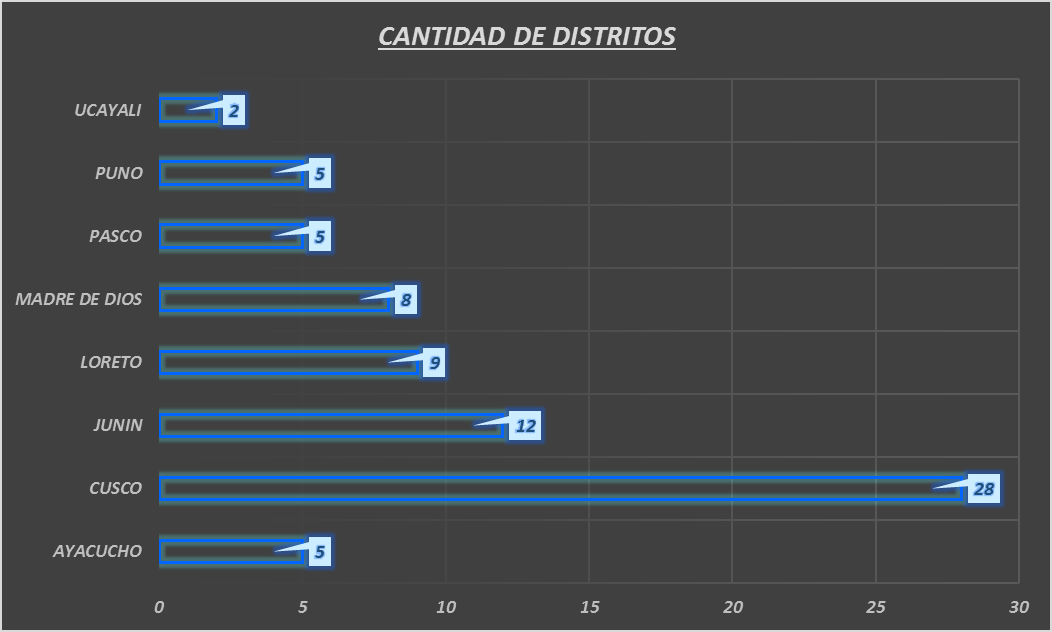 CANTIDAD DE DISTRITOS
UCAYALI 2
PUNO 5
PASCO 5
MADRE DE DIOS 8
LORETO 9
JUNIN 12
CUSCO 28
AYACUCHO 5
0 5 10 15 20 25 30